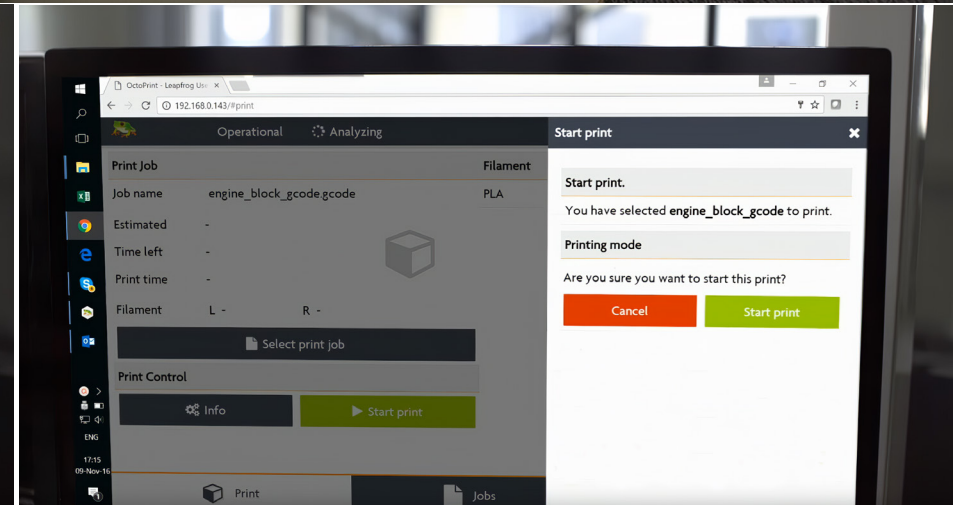 OctoPrint - Leapfrog Use
192.168.0.143/#print
Operational Analyzing
Print Job
Filament
Job name engine_block_gcode.gcode
PLA
Estimated -
Time left -
Print time -
Filament L - R -
Select print job
Print Control
Info
Start print
Print
Jobs
Start print
Start print.
You have selected engine_block_gcode to print.
Printing mode
Are you sure you want to start this print?
Cancel
Start print
ENG
17:15
09-Nov-16